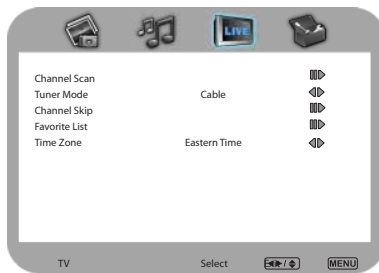 LIVE
Channel Scan
Tuner Mode Cable
Channel Skip
Favorite List
Time Zone Eastern Time
TV Select MENU